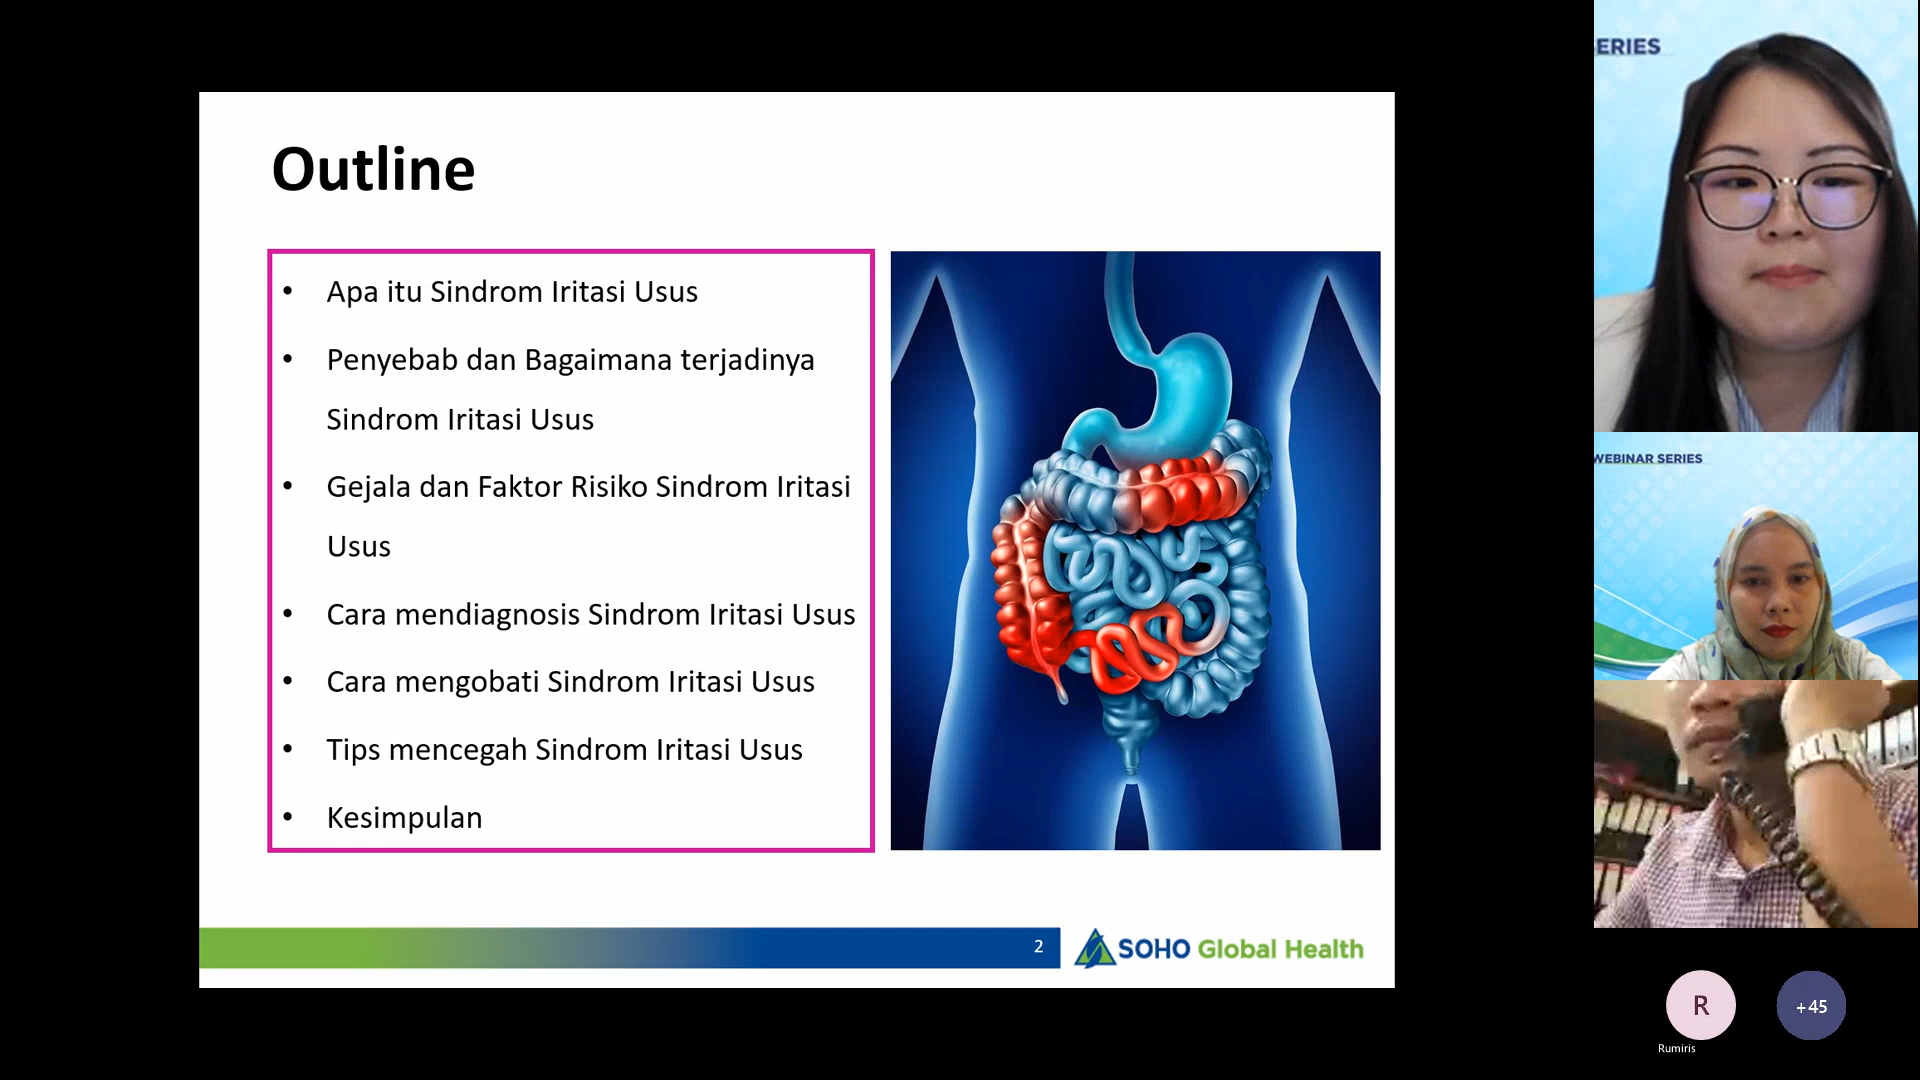 Outline
• Apa itu Sindrom Iritasi Usus
• Penyebab dan Bagaimana terjadinya
Sindrom Iritasi Usus
• Gejala dan Faktor Risiko Sindrom Iritasi
Usus
• Cara mendiagnosis Sindrom Iritasi Usus
• Cara mengobati Sindrom Iritasi Usus
• Tips mencegah Sindrom Iritasi Usus
• Kesimpulan
2
SOHO Global Health
ERIES
WEBINAR SERIES
R
+45
Rumiris